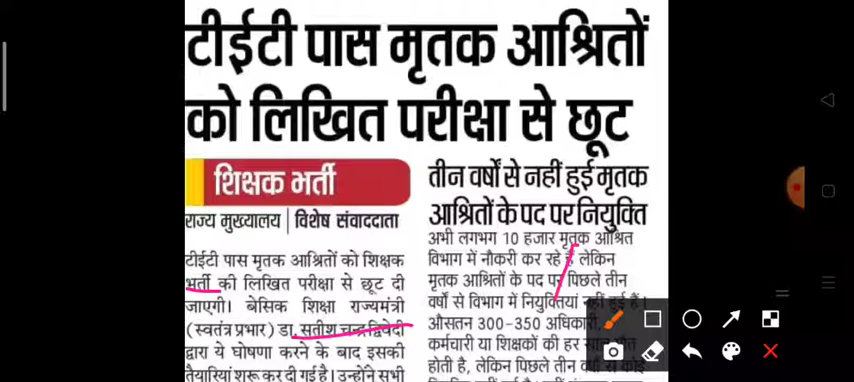 टीईटी पास मृतक आश्रितों
को लिखित परीक्षा से छूट
शिक्षक भर्ती
राज्य मुख्यालय | विशेष संवाददाता
टीईटी पास मृतक आश्रितों को शिक्षक
भर्ती की लिखित परीक्षा से छूट दी
जाएगी। बेसिक शिक्षा राज्यमंत्री
(स्वतंत्र प्रभार) डा. सतीश चन्द्र द्विवेदी
द्वारा ये घोषणा करने के बाद इसकी
तैयारियां शुरू कर दी गई है। उन्होंने सभी
तीन वर्षों से नहीं हुई मृतक
आश्रितों के पद पर नियुक्ति
अभी लगभग 10 हजार मृतक आश्रित
विभाग में नौकरी कर रहे हैं लेकिन
मृतक आश्रितों के पद पर पिछले तीन
वर्षों से विभाग में नियुक्तियां नहीं हुई हैं।
औसतन 300-350 अधिकारी,
कर्मचारी या शिक्षकों की हर
होती है, लेकिन पिछले तीन वर्षों से कोई